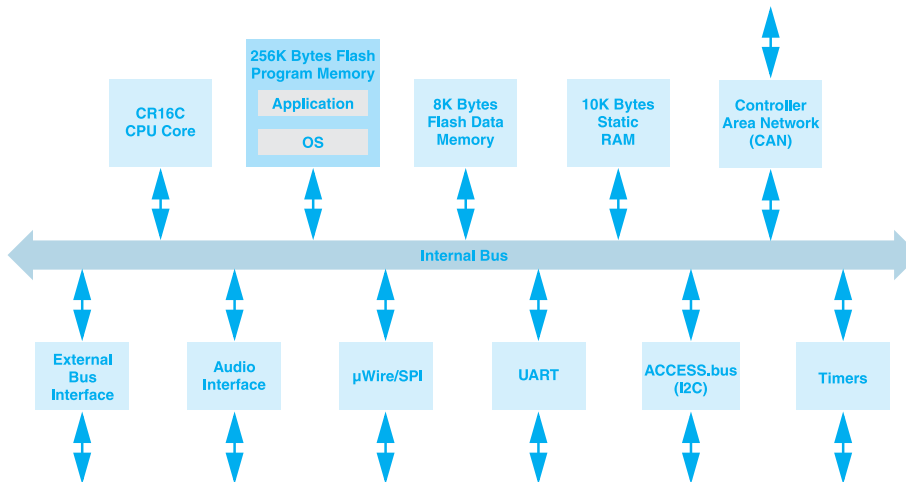 CR16C
CPU Core
256K Bytes Flash
Program Memory
Application
OS
8K Bytes
Flash Data
Memory
10K Bytes
Static
RAM
Controller
Area Network
(CAN)
Internal Bus
External
Bus
Interface
Audio
Interface
µWire/SPI
UART
ACCESS.bus
(I2C)
Timers